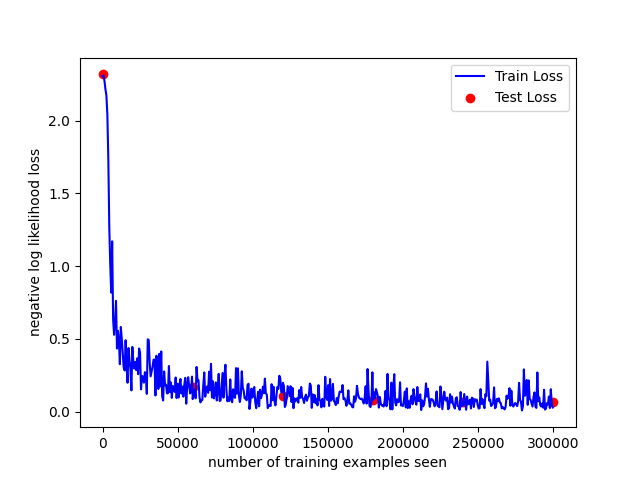 Train Loss
Test Loss
negative log likelihood loss
2.0
1.5
1.0
0.5
0.0
0 50000 100000 150000 200000 250000 300000
number of training examples seen